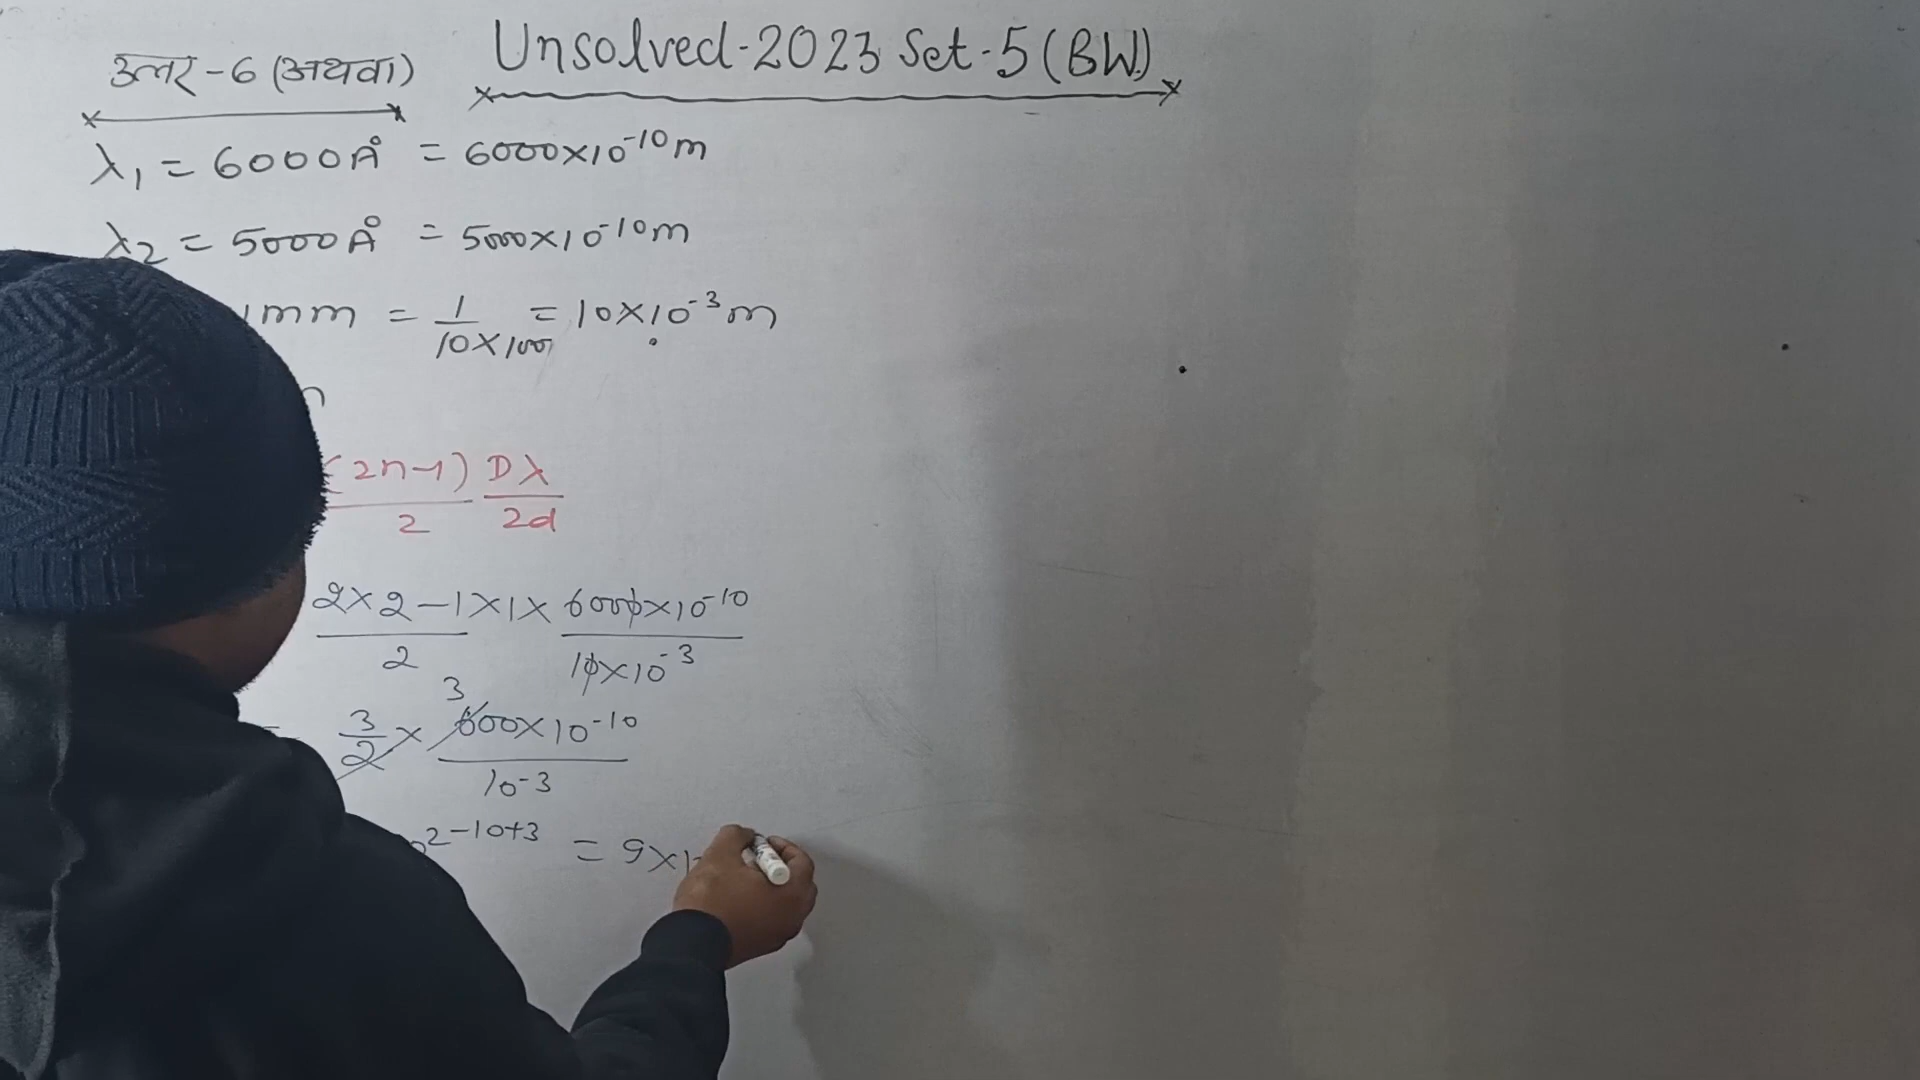 उत्तर-6 (अथवा) Unsolved-2023 Set-5 (BW)
λ₁ = 6000Å = 6000×10⁻¹⁰m
λ₂ = 5000Å = 5000×10⁻¹⁰m
1mm = 1/10×100 = 10×10⁻³m
(2n-1)/2 Dλ/2d
2×2-1/2 ×1× 6000×10⁻¹⁰/10×10⁻³
3/2 × 3 600×10⁻¹⁰/10⁻³
2-10+3 = 9×1